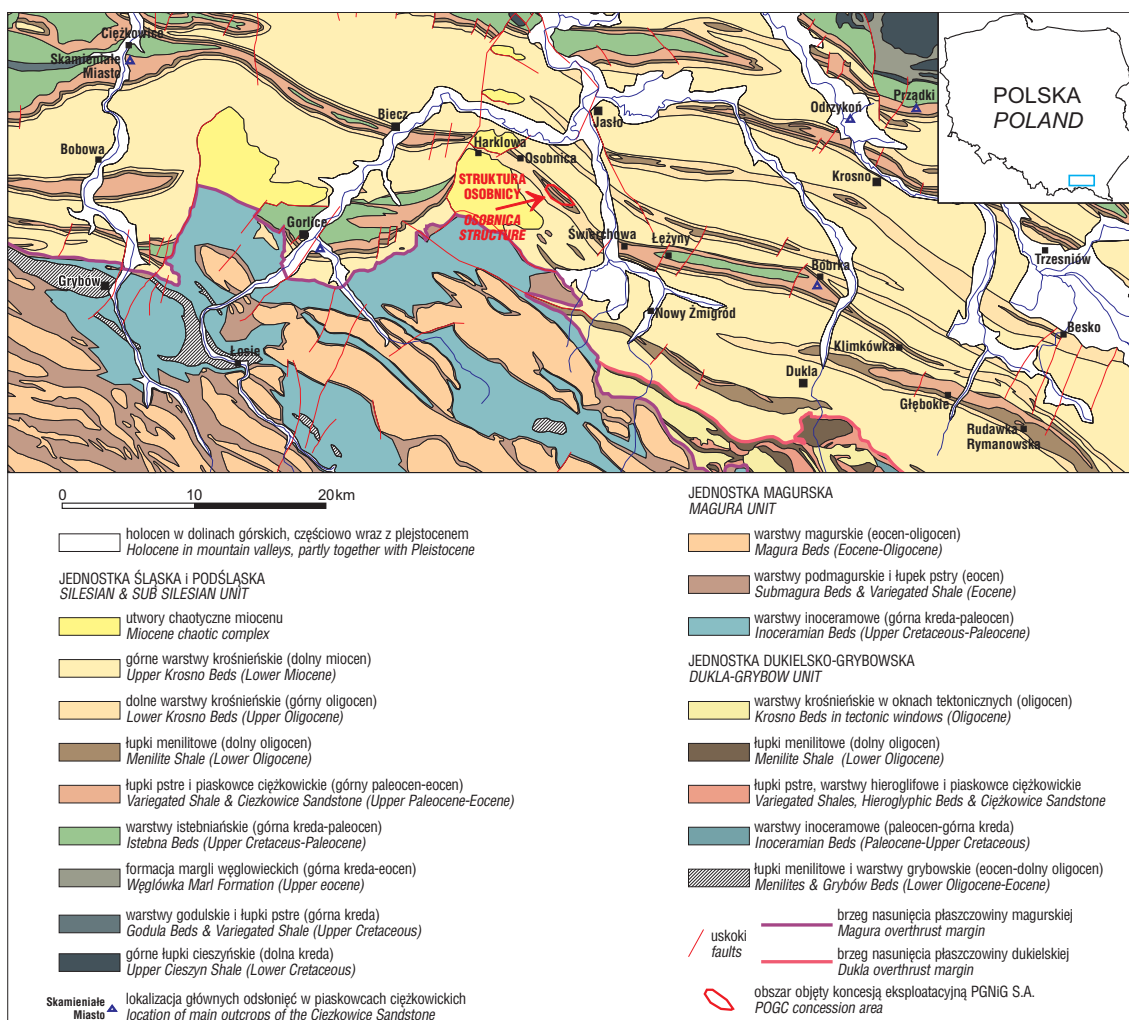 Ciężkowice
Skamieniałe
Miasto
Bobowa
Biecz
Harklowa
Osobnica
Jasło
Odrzykoń
Prządki
Krosno
POLSKA
POLAND
STRUKTURA
OSOBNICY
OSOBNICA
STRUCTURE
Gorlice
Świerchowa
Łężyny
Bóbrka
Trzesniów
Grybów
Łosie
Nowy Żmigród
Besko
Klimkówka
Dukla
Głębokie
Rudawka
Rymanowska
0 10 20 km
holocen w dolinach górskich, częściowo wraz z plejstocenem
Holocene in mountain valleys, partly together with Pleistocene
JEDNOSTKA ŚLĄSKA i PODŚLĄSKA
SILESIAN & SUB SILESIAN UNIT
utwory chaotyczne miocenu
Miocene chaotic complex
górne warstwy krośnieńskie (dolny miocen)
Upper Krosno Beds (Lower Miocene)
dolne warstwy krośnieńskie (górny oligocen)
Lower Krosno Beds (Upper Oligocene)
łupki menilitowe (dolny oligocen)
Menilite Shale (Lower Oligocene)
łupki pstre i piaskowce ciężkowickie (górny paleocen-eocen)
Variegated Shale & Ciezkowice Sandstone (Upper Paleocene-Eocene)
warstwy istebniańskie (górna kreda-paleocen)
Istebna Beds (Upper Cretaceus-Paleocene)
formacja margli węglowieckich (górna kreda-eocen)
Węglówka Marl Formation (Upper eocene)
warstwy godulskie i łupki pstre (górna kreda)
Godula Beds & Variegated Shale (Upper Cretaceous)
górne łupki cieszyńskie (dolna kreda)
Upper Cieszyn Shale (Lower Cretaceous)
Skamieniałe
Miasto
lokalizacja głównych odsłonięć w piaskowcach ciężkowickich
location of main outcrops of the Ciezkowice Sandstone
JEDNOSTKA MAGURSKA
MAGURA UNIT
warstwy magurskie (eocen-oligocen)
Magura Beds (Eocene-Oligocene)
warstwy podmagurskie i łupek pstry (eocen)
Submagura Beds & Variegated Shale (Eocene)
warstwy inoceramowe (górna kreda-paleocen)
Inoceramian Beds (Upper Cretaceous-Paleocene)
JEDNOSTKA DUKIELSKO-GRYBOWSKA
DUKLA-GRYBOW UNIT
warstwy krośnieńskie w oknach tektonicznych (oligocen)
Krosno Beds in tectonic windows (Oligocene)
łupki menilitowe (dolny oligocen)
Menilite Shale (Lower Oligocene)
łupki pstre, warstwy hieroglifowe i piaskowce ciężkowickie
Variegated Shales, Hieroglyphic Beds & Ciężkowice Sandstone
warstwy inoceramowe (paleocen-górna kreda)
Inoceramian Beds (Paleocene-Upper Cretaceous)
łupki menilitowe i warstwy grybowskie (eocen-dolny oligocen)
Menilites & Grybów Beds (Lower Oligocene-Eocene)
uskoki
faults
brzeg nasunięcia płaszczowiny magurskiej
Magura overthrust margin
brzeg nasunięcia płaszczowiny dukielskiej
Dukla overthrust margin
obszar objęty koncesją eksploatacyjną PGNiG S.A.
POGC concession area